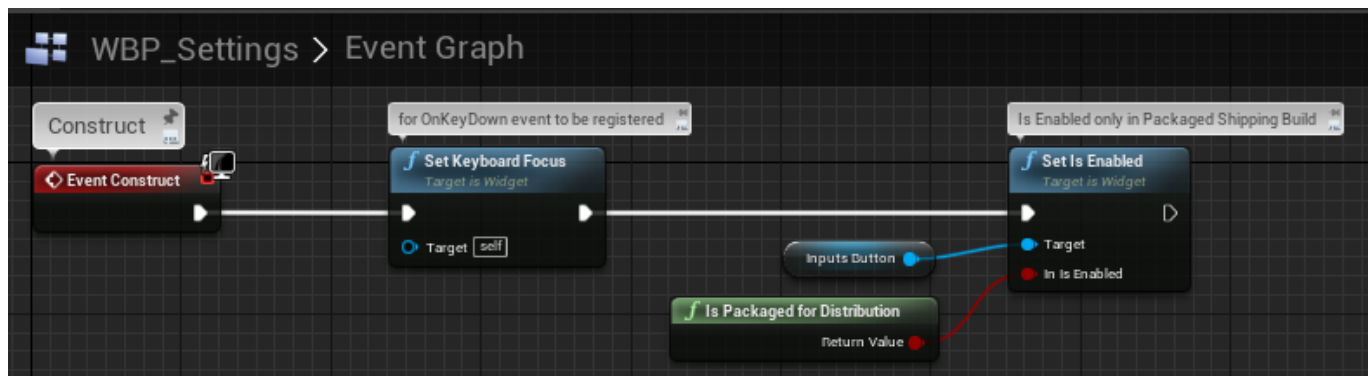 WBP_Settings > Event Graph
Construct
for OnKeyDown event to be registered
Is Enabled only in Packaged Shipping Build
Event Construct
f Set Keyboard Focus
Target is Widget
Target self
f Set Is Enabled
Target is Widget
Target
In Is Enabled
Inputs Button
f Is Packaged for Distribution
Return Value